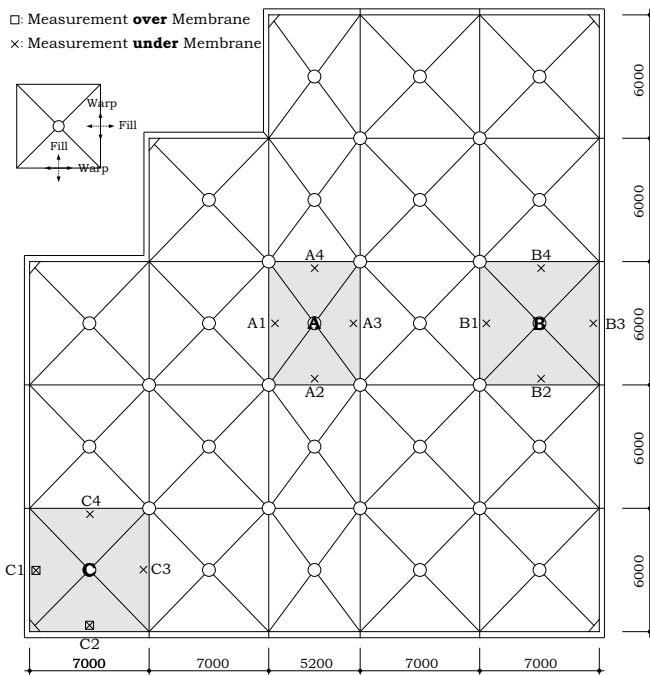 □: Measurement over Membrane
×: Measurement under Membrane
Warp
Fill
Fill
Warp
A4
B4
A1
A
A3
B1
B
B3
A2
B2
C4
C1
C
C3
C2
7000
7000
5200
7000
7000
6000
6000
6000
6000
6000